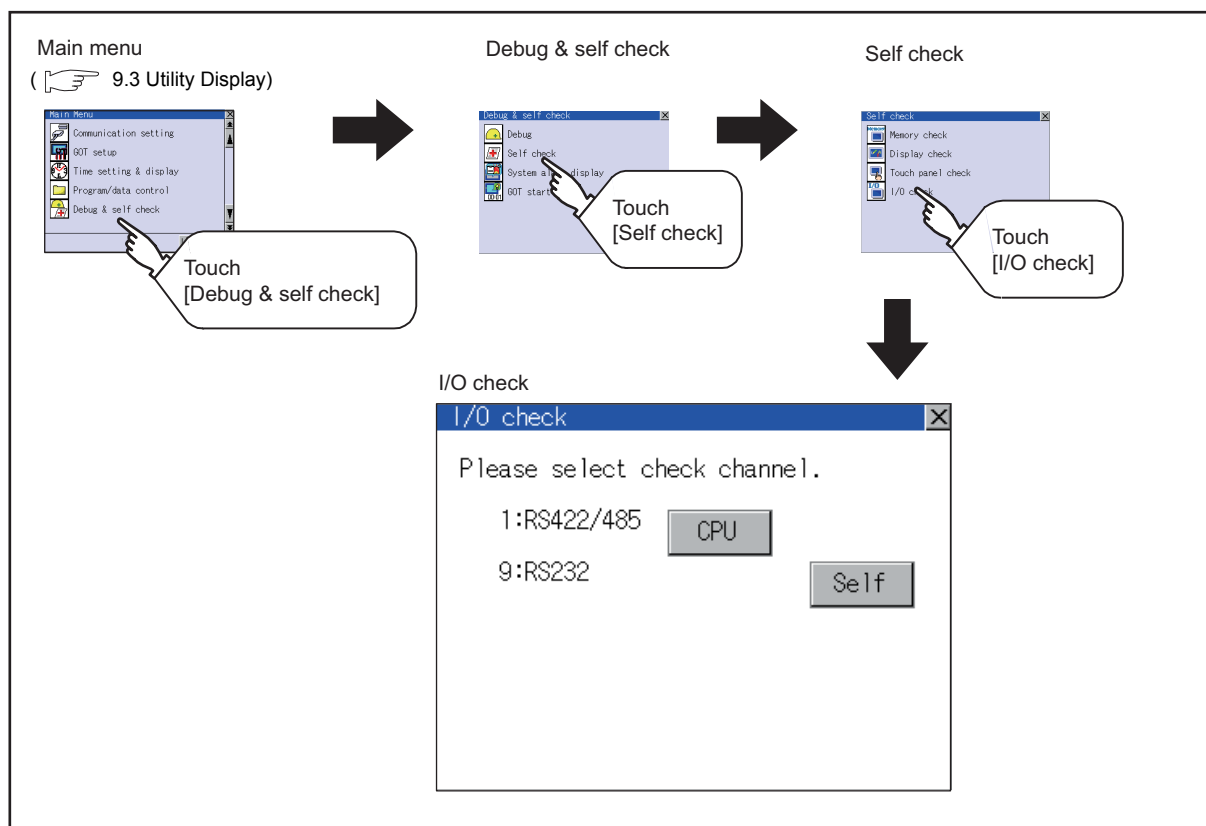 Main menu
( 9.3 Utility Display)
Main Menu
Communication setting
GOT setup
Time setting & display
Program/data control
Debug & self check
Touch
[Debug & self check]
Debug & self check
Debug & self check
Debug
Self check
System display
GOT start
Touch
[Self check]
Self check
Self check
Memory check
Display check
Touch panel check
I/O
Touch
[I/O check]
I/O check
I/O check
Please select check channel.
1:RS422/485 CPU
9:RS232 Self